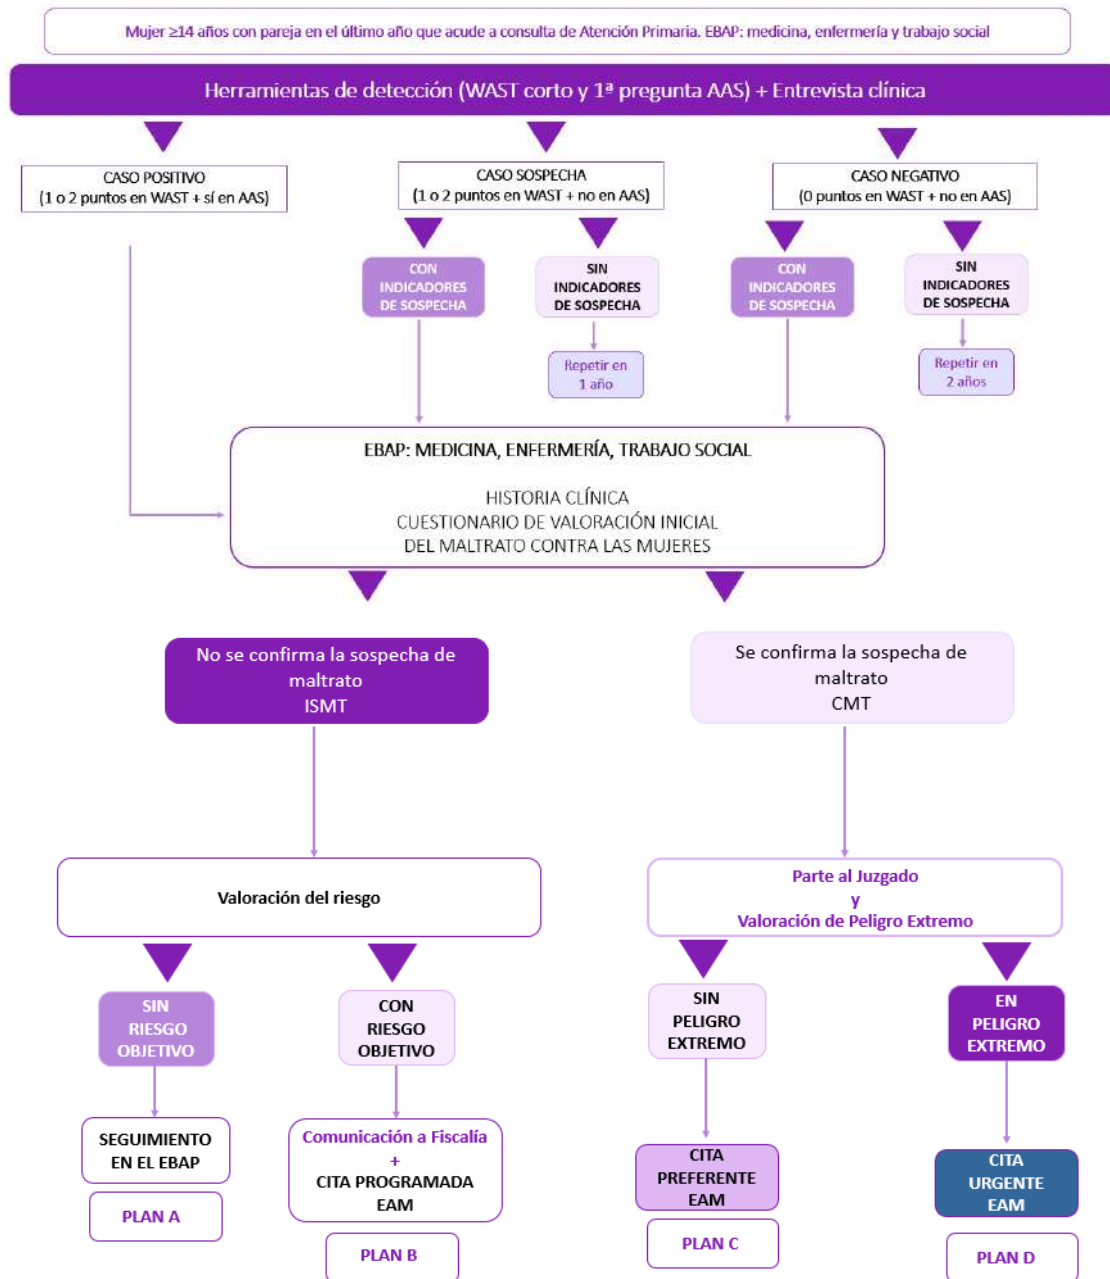 Mujer ≥14 años con pareja en el último año que acude a consulta de Atención Primaria. EBAP: medicina, enfermería y trabajo social
Herramientas de detección (WAST corto y 1ª pregunta AAS) + Entrevista clínica
CASO POSITIVO
(1 o 2 puntos en WAST + sí en AAS)
CASO SOSPECHA
(1 o 2 puntos en WAST + no en AAS)
CASO NEGATIVO
(0 puntos en WAST + no en AAS)
CON
INDICADORES
DE SOSPECHA
SIN
INDICADORES
DE SOSPECHA
CON
INDICADORES
DE SOSPECHA
SIN
INDICADORES
DE SOSPECHA
Repetir en
1 año
Repetir en
2 años
EBAP: MEDICINA, ENFERMERÍA, TRABAJO SOCIAL
HISTORIA CLÍNICA
CUESTIONARIO DE VALORACIÓN INICIAL
DEL MALTRATO CONTRA LAS MUJERES
No se confirma la sospecha de
maltrato
ISMT
Se confirma la sospecha de
maltrato
CMT
Valoración del riesgo
Parte al Juzgado
y
Valoración de Peligro Extremo
SIN
RIESGO
OBJETIVO
CON
RIESGO
OBJETIVO
SIN
PELIGRO
EXTREMO
EN
PELIGRO
EXTREMO
SEGUIMIENTO
EN EL EBAP
Comunicación a Fiscalía
+
CITA PROGRAMADA
EAM
CITA
PREFERENTE
EAM
CITA
URGENTE
EAM
PLAN A
PLAN B
PLAN C
PLAN D